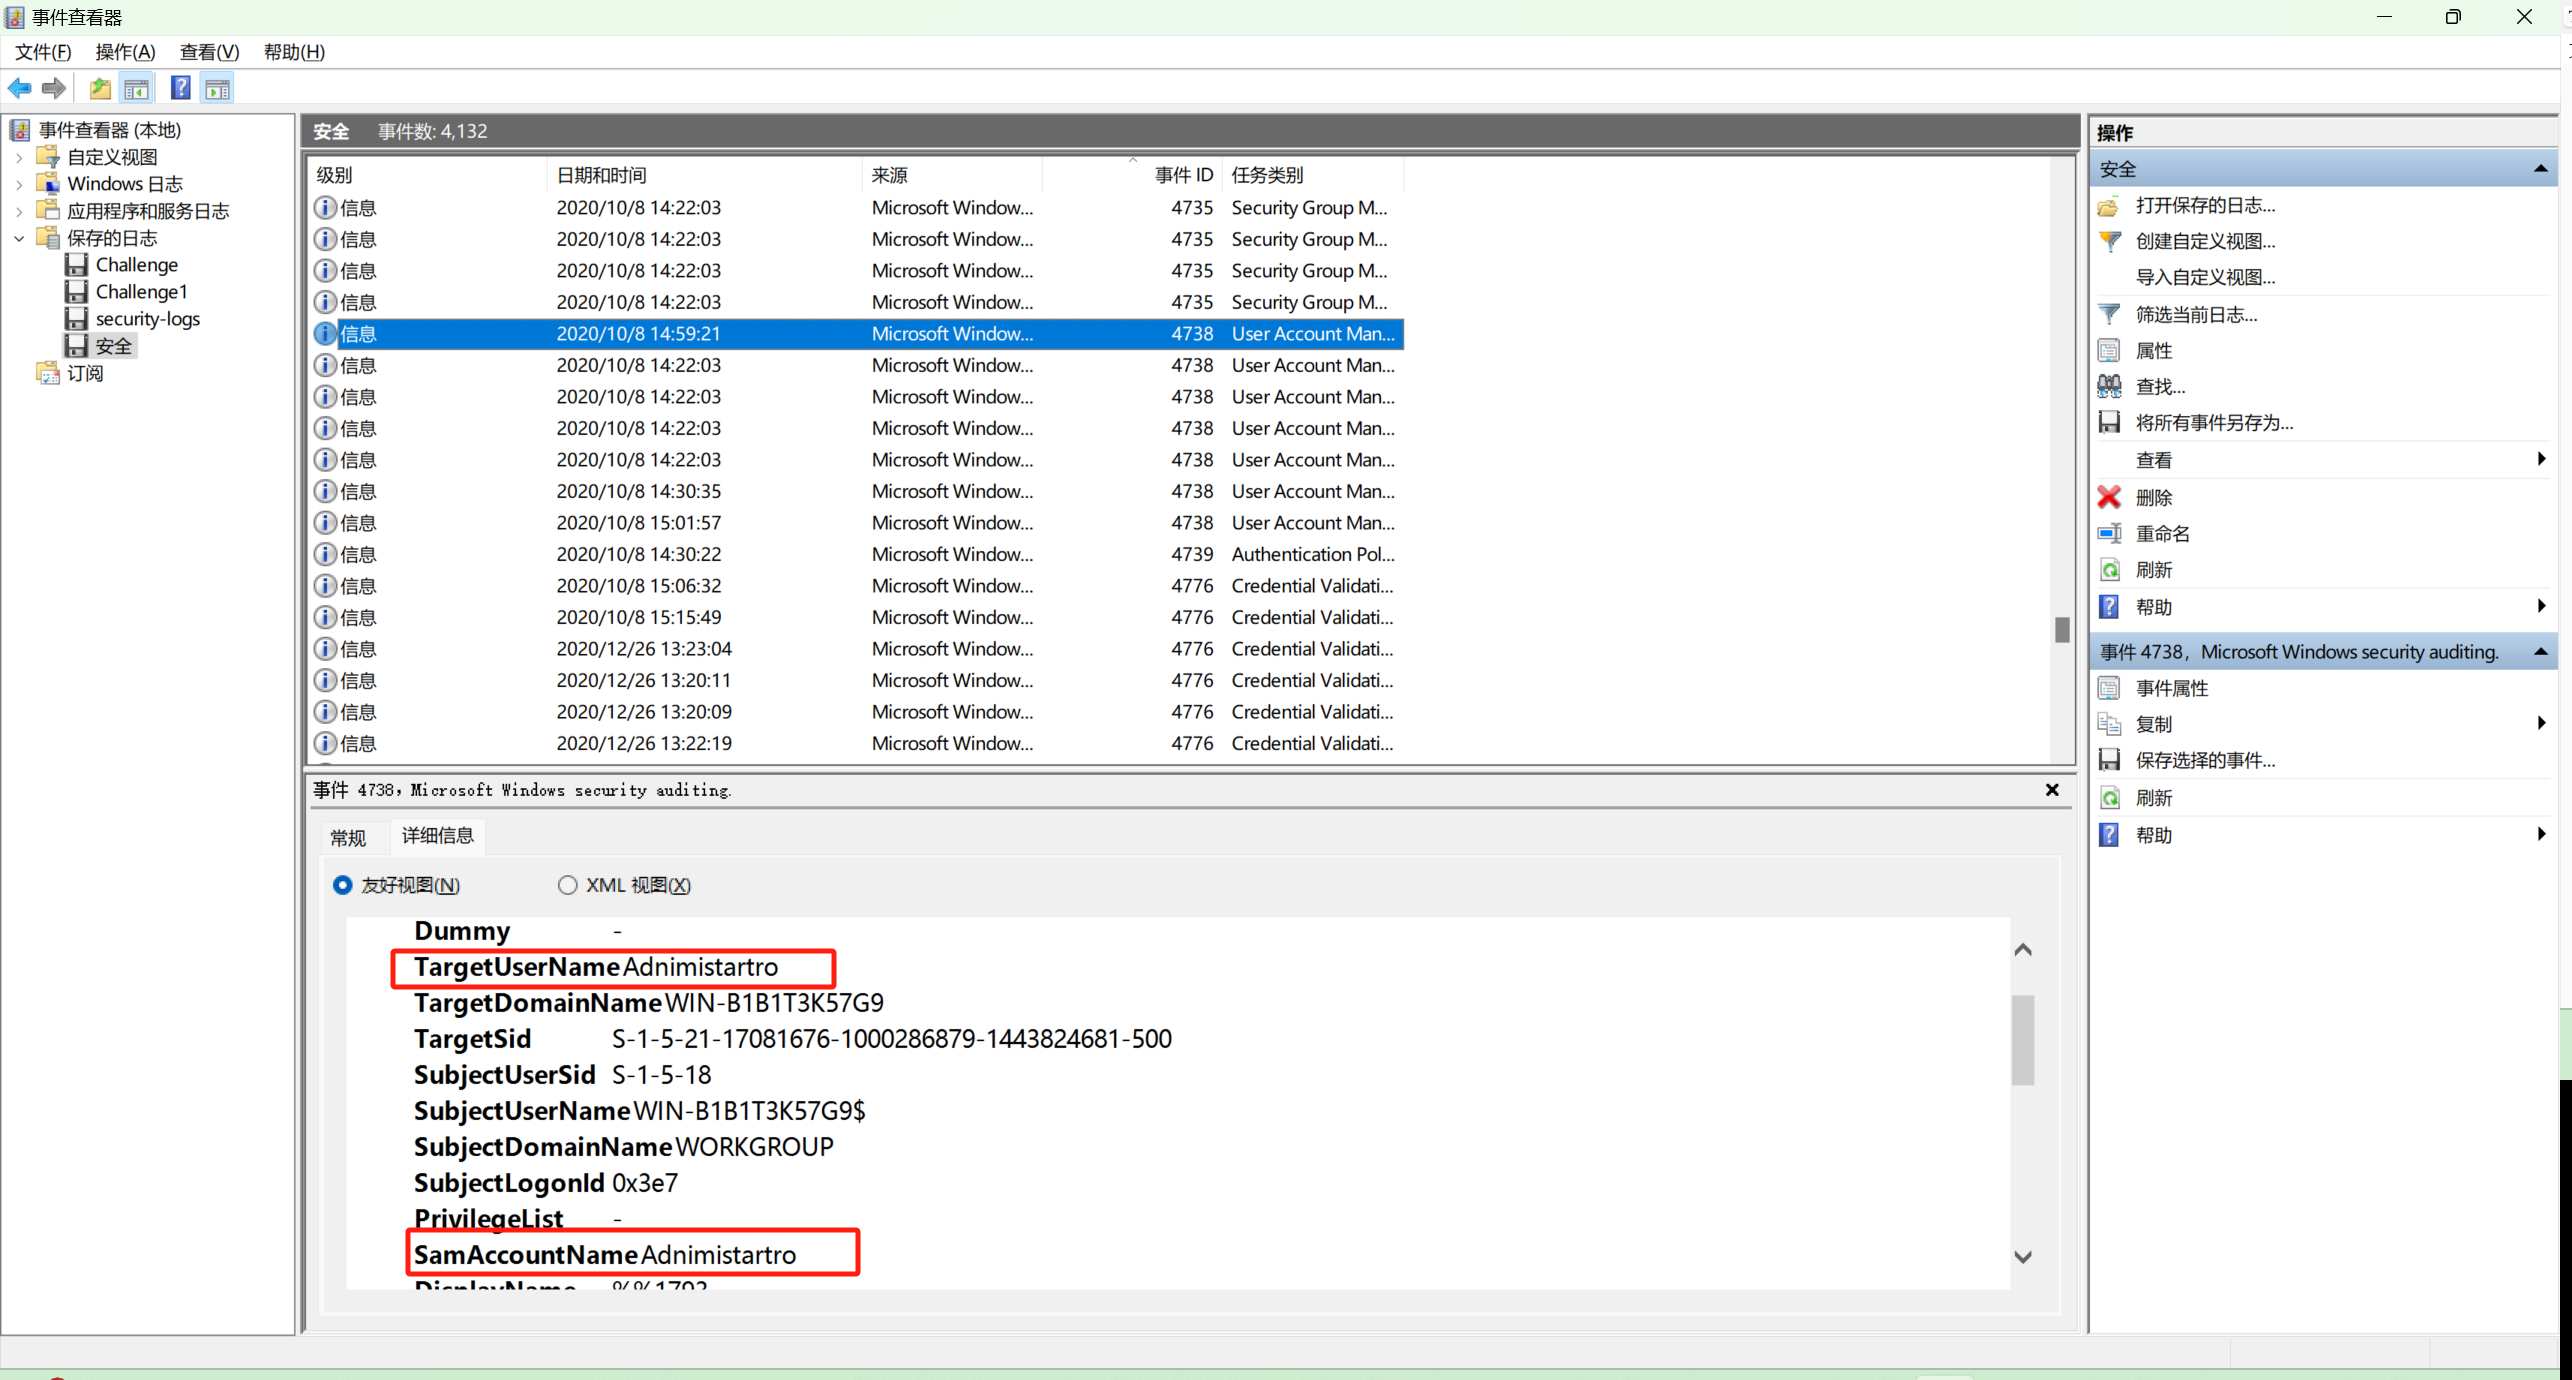 事件查看器
文件(F) 操作(A) 查看(V) 帮助(H)
事件查看器 (本地)
自定义视图
Windows 日志
应用程序和服务日志
保存的日志
Challenge
Challenge1
security-logs
安全
订阅
安全 事件数: 4,132
级别 日期和时间 来源 事件 ID 任务类别
信息 2020/10/8 14:22:03 Microsoft Window... 4735 Security Group M...
信息 2020/10/8 14:22:03 Microsoft Window... 4735 Security Group M...
信息 2020/10/8 14:22:03 Microsoft Window... 4735 Security Group M...
信息 2020/10/8 14:22:03 Microsoft Window... 4735 Security Group M...
信息 2020/10/8 14:59:21 Microsoft Window... 4738 User Account Man...
信息 2020/10/8 14:22:03 Microsoft Window... 4738 User Account Man...
信息 2020/10/8 14:22:03 Microsoft Window... 4738 User Account Man...
信息 2020/10/8 14:22:03 Microsoft Window... 4738 User Account Man...
信息 2020/10/8 14:22:03 Microsoft Window... 4738 User Account Man...
信息 2020/10/8 14:30:35 Microsoft Window... 4738 User Account Man...
信息 2020/10/8 15:01:57 Microsoft Window... 4738 User Account Man...
信息 2020/10/8 14:30:22 Microsoft Window... 4739 Authentication Pol...
信息 2020/10/8 15:06:32 Microsoft Window... 4776 Credential Validati...
信息 2020/10/8 15:15:49 Microsoft Window... 4776 Credential Validati...
信息 2020/12/26 13:23:04 Microsoft Window... 4776 Credential Validati...
信息 2020/12/26 13:20:11 Microsoft Window... 4776 Credential Validati...
信息 2020/12/26 13:20:09 Microsoft Window... 4776 Credential Validati...
信息 2020/12/26 13:22:19 Microsoft Window... 4776 Credential Validati...
事件 4738，Microsoft Windows security auditing.
常规 详细信息
友好视图(N) XML 视图(X)
Dummy -
TargetUserName Adnimistartro
TargetDomainName WIN-B1B1T3K57G9
TargetSid S-1-5-21-17081676-1000286879-1443824681-500
SubjectUserSid S-1-5-18
SubjectUserName WIN-B1B1T3K57G9$
SubjectDomainName WORKGROUP
SubjectLogonId 0x3e7
PrivilegeList -
SamAccountName Adnimistartro
DisplayName %%1793
操作
安全
打开保存的日志...
创建自定义视图...
导入自定义视图...
筛选当前日志...
属性
查找...
将所有事件另存为...
查看
删除
重命名
刷新
帮助
事件 4738，Microsoft Windows security auditing.
事件属性
复制
保存选择的事件...
刷新
帮助